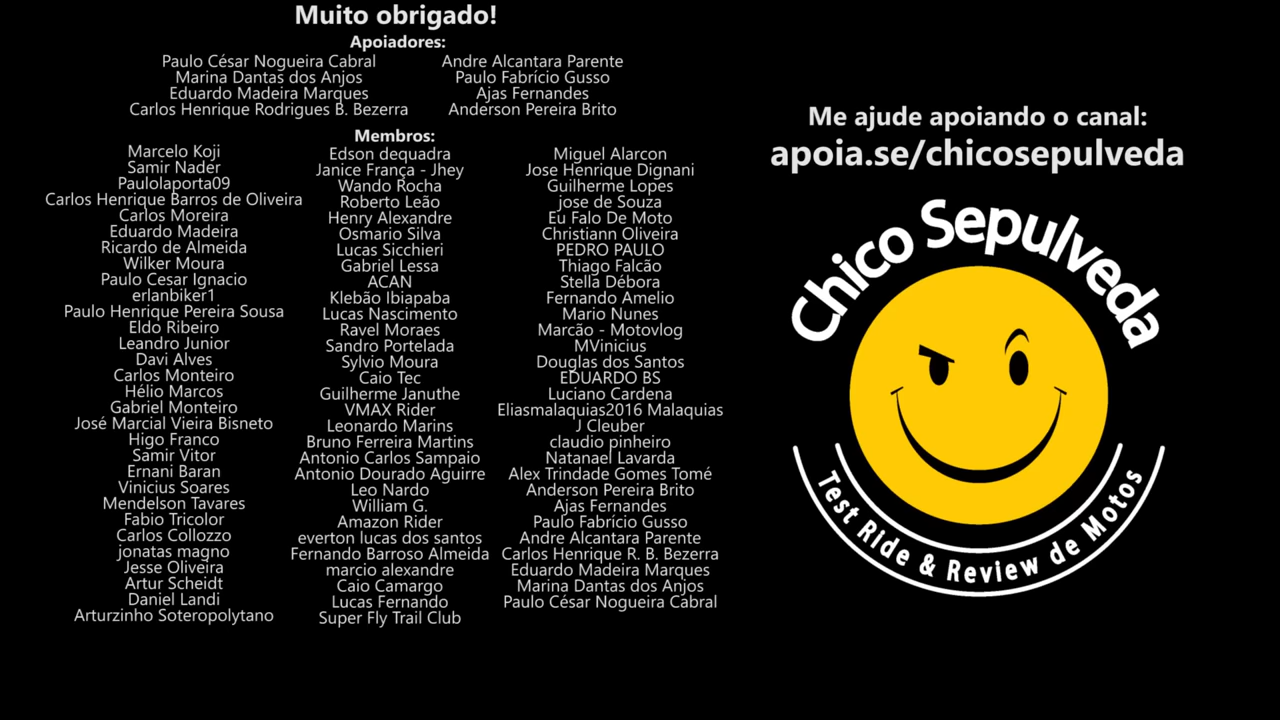 Muito obrigado!
Apoiadores:
Paulo César Nogueira Cabral
Marina Dantas dos Anjos
Eduardo Madeira Marques
Carlos Henrique Rodrigues B. Bezerra
Andre Alcantara Parente
Paulo Fabrício Gusso
Ajas Fernandes
Anderson Pereira Brito
Membros:
Marcelo Koji
Samir Nader
Paulolaporta09
Carlos Henrique Barros de Oliveira
Carlos Moreira
Eduardo Madeira
Ricardo de Almeida
Wilker Moura
Paulo Cesar Ignacio
erlanbiker1
Paulo Henrique Pereira Sousa
Eldo Ribeiro
Leandro Junior
Davi Alves
Carlos Monteiro
Hélio Marcos
Gabriel Monteiro
José Marcial Vieira Bisneto
Higo Franco
Samir Vitor
Ernani Baran
Vinicius Soares
Mendelson Tavares
Fabio Tricolor
Carlos Collozzo
jonatas magno
Jesse Oliveira
Artur Scheidt
Daniel Landi
Arturzinho Soteropolytano
Edson dequadra
Janice França - Jhey
Wando Rocha
Roberto Leão
Henry Alexandre
Osmario Silva
Lucas Sicchieri
Gabriel Lessa
ACAN
Klebão Ibiapaba
Lucas Nascimento
Ravel Moraes
Sandro Portelada
Sylvio Moura
Caio Tec
Guilherme Januthe
VMAX Rider
Leonardo Marins
Bruno Ferreira Martins
Antonio Carlos Sampaio
Antonio Dourado Aguirre
Leo Nardo
William G.
Amazon Rider
everton lucas dos santos
Fernando Barroso Almeida
marcio alexandre
Caio Camargo
Lucas Fernando
Super Fly Trail Club
Miguel Alarcon
Jose Henrique Dignani
Guilherme Lopes
jose de Souza
Eu Falo De Moto
Christiann Oliveira
PEDRO PAULO
Thiago Falcão
Stella Débora
Fernando Amelio
Mario Nunes
Marcão - Motovlog
MVinicius
Douglas dos Santos
EDUARDO BS
Luciano Cardena
Eliasmalaquias2016 Malaquias
J Cleuber
claudio pinheiro
Natanael Lavarda
Alex Trindade Gomes Tomé
Anderson Pereira Brito
Ajas Fernandes
Paulo Fabrício Gusso
Andre Alcantara Parente
Carlos Henrique R. B. Bezerra
Eduardo Madeira Marques
Marina Dantas dos Anjos
Paulo César Nogueira Cabral
Me ajude apoiando o canal:
apoia.se/chicosepulveda
Chico Sepulveda
Test Ride & Review de Motos